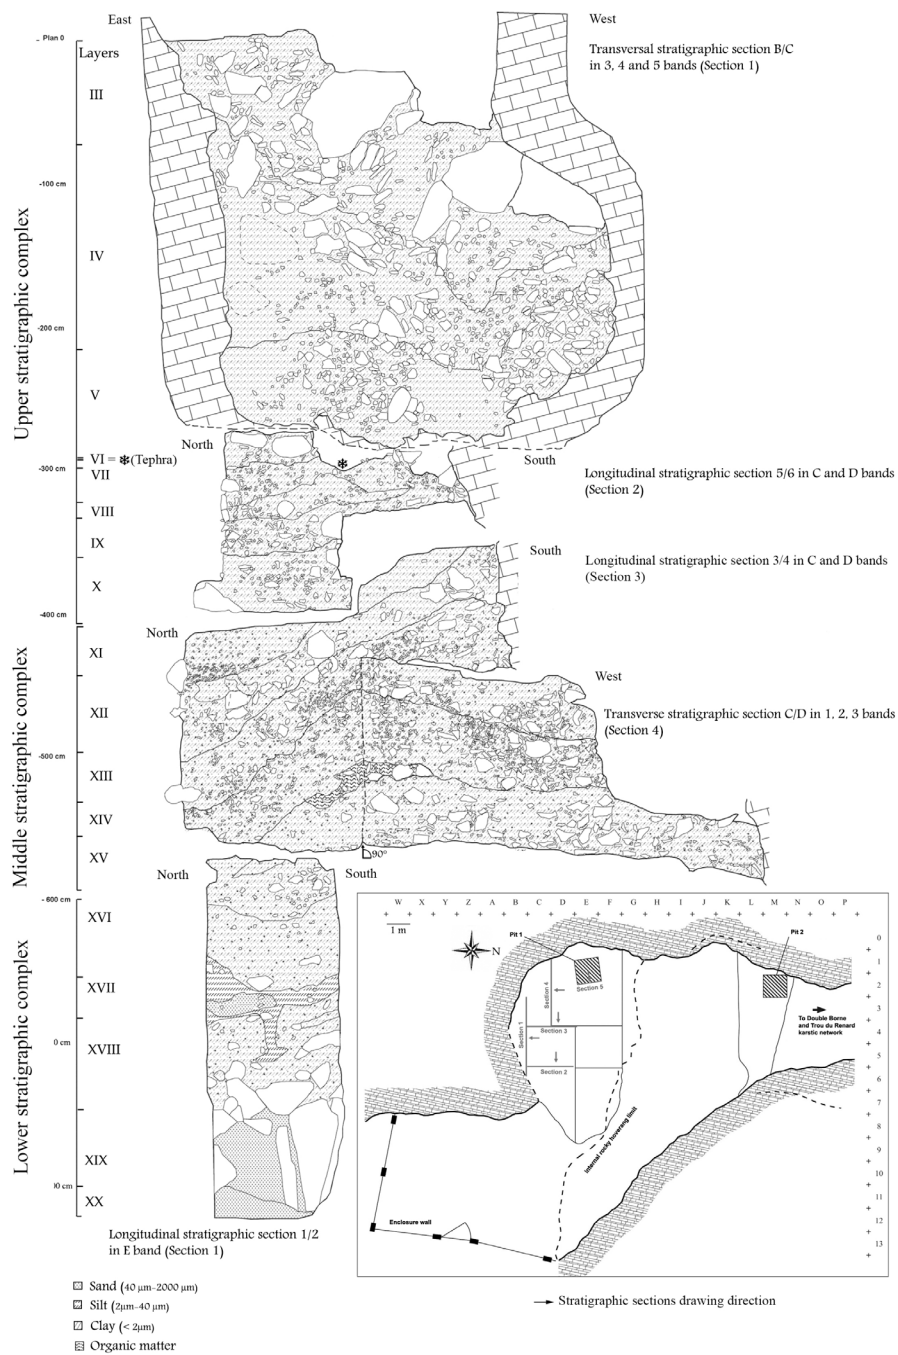 East
West
Plan 0
Layers
Transversal stratigraphic section B/C
in 3, 4 and 5 bands (Section 1)
III
-100 cm
Upper stratigraphic complex
IV
-200 cm
V
North
South
VI = ❄ (Tephra)
-300 cm
VII
Longitudinal stratigraphic section 5/6 in C and D bands
(Section 2)
VIII
IX
South
Longitudinal stratigraphic section 3/4 in C and D bands
(Section 3)
X
-400 cm
North
XI
Middle stratigraphic complex
West
XII
Transverse stratigraphic section C/D in 1, 2, 3 bands
(Section 4)
-500 cm
XIII
XIV
XV
90°
North
South
- 600 cm
XVI
XVII
0 cm
XVIII
Lower stratigraphic complex
XIX
)0 cm
XX
Longitudinal stratigraphic section 1/2
in E band (Section 1)
W X Y Z A B C D E F G H I J K L M N O P
1 m
N
Pit 1
Pit 2
0
1
2
3
4
5
6
7
8
9
10
11
12
13
Section 4
Section 5
Section 1
Section 3
Section 2
To Double Borne
and Trou du Renard
karstic network
Internal rocky hoverang limit
Enclosure wall
Stratigraphic sections drawing direction
Sand (40 µm-2000 µm)
Silt (2µm-40 µm)
Clay (< 2µm)
Organic matter